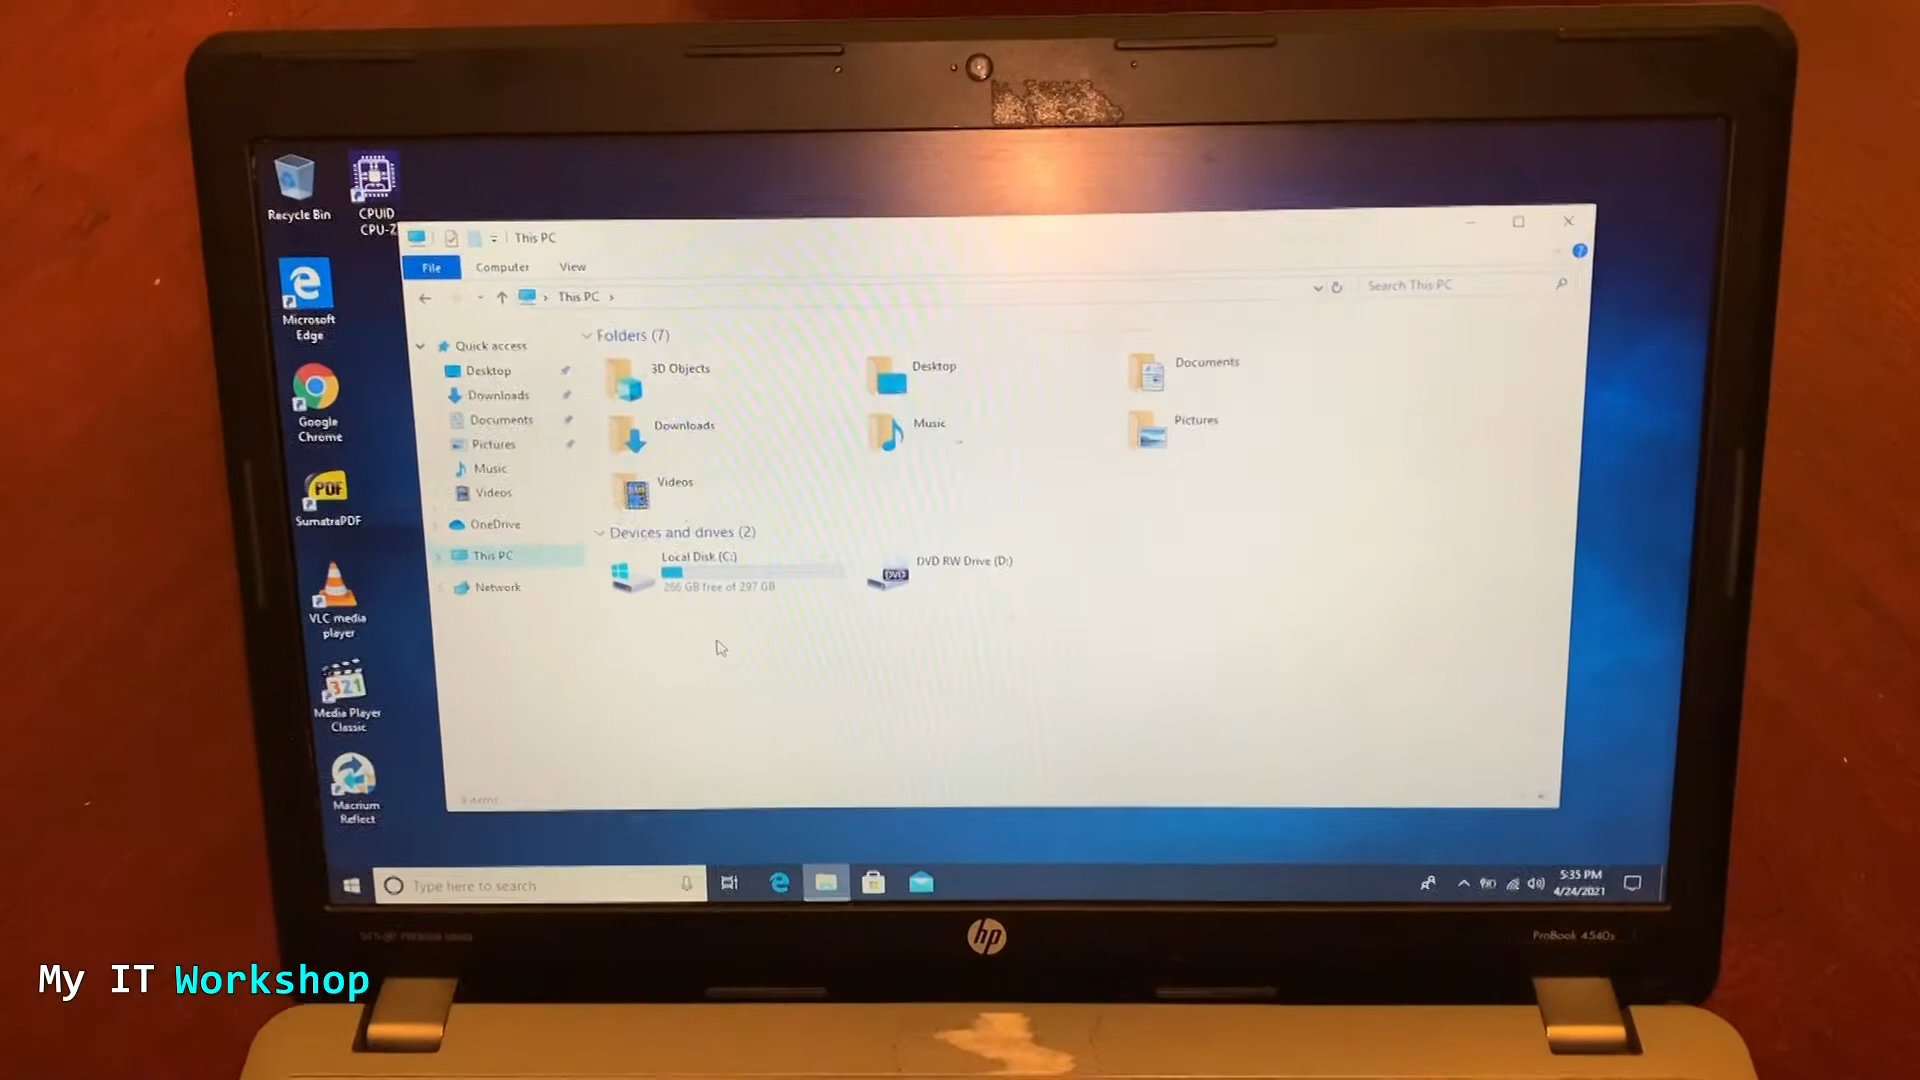 Recycle Bin
CPUID
CPU-Z
Microsoft
Edge
Google
Chrome
PDF
SumatraPDF
VLC media
player
321
Media Player
Classic
Macrium
Reflect
This PC
File
Computer
View
This PC
Search This PC
Quick access
Desktop
Downloads
Documents
Pictures
Music
Videos
OneDrive
This PC
Network
Folders (7)
3D Objects
Desktop
Documents
Downloads
Music
Pictures
Videos
Devices and drives (2)
Local Disk (C:)
266 GB free of 297 GB
DVD
DVD RW Drive (D:)
9 items
Type here to search
5:35 PM
4/24/2021
hp
ProBook 4540s
My IT Workshop